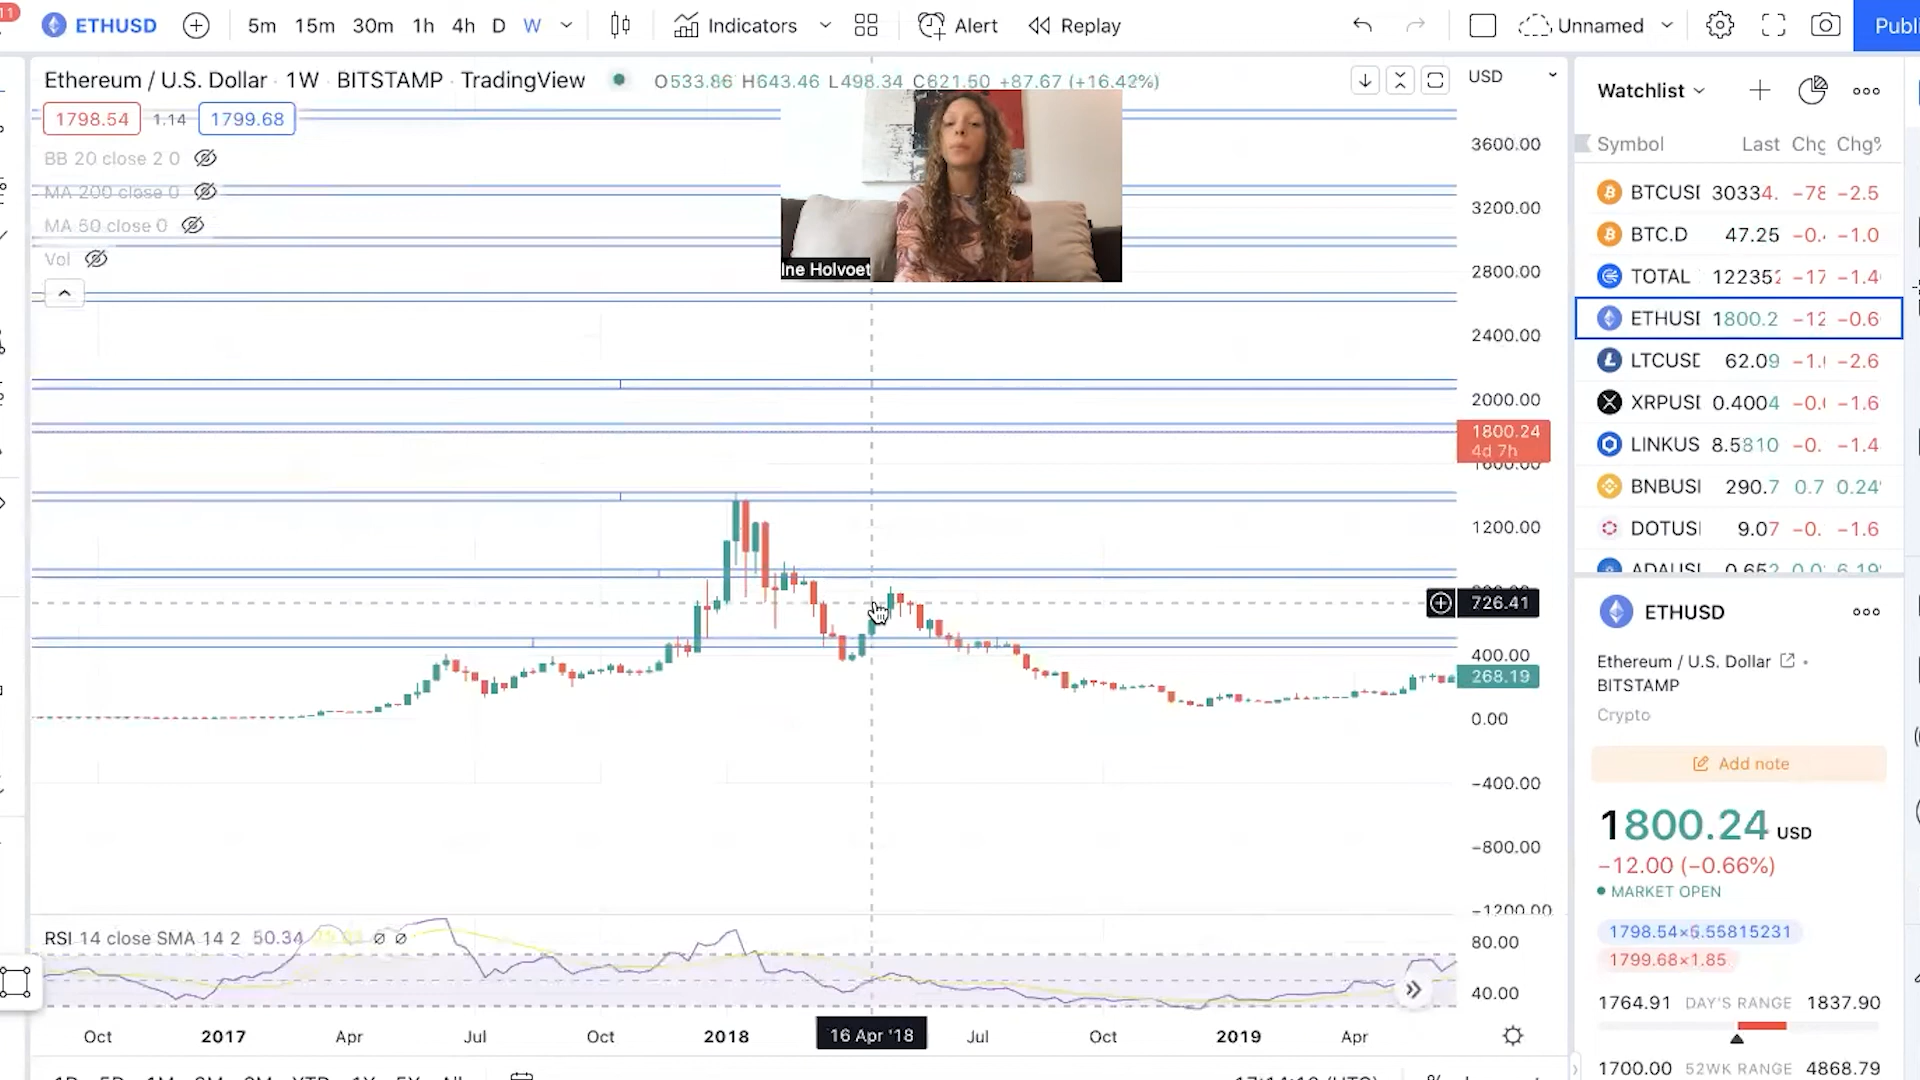 11
ETHUSD 5m 15m 30m 1h 4h D W Indicators Alert Replay Unnamed Publi
Ethereum / U.S. Dollar · 1W · BITSTAMP · TradingView O533.86 H643.46 L498.34 C621.50 +87.67 (+16.42%)
USD
1798.54 1.14 1799.68
BB 20 close 2 0
MA 200 close 0
MA 50 close 0
Vol
Ine Holvoet
3600.00
3200.00
2800.00
2400.00
2000.00
1800.24
4d 7h
1600.00
1200.00
726.41
400.00
268.19
0.00
−400.00
−800.00
−1200.00
RSI 14 close SMA 14 2 50.34 ø ø
80.00
40.00
Oct 2017 Apr Jul Oct 2018 16 Apr '18 Jul Oct 2019 Apr
Watchlist
Symbol Last Chg Chg%
BTCUSI 30334. −78 −2.5
BTC.D 47.25 −0. −1.0
TOTAL 122352 −17 −1.4
ETHUSI 1800.2 −12 −0.6
LTCUSD 62.09 −1. −2.6
XRPUSI 0.4004 −0. −1.6
LINKUS 8.5810 −0. −1.4
BNBUSI 290.7 0.7 0.24
DOTUSI 9.07 −0. −1.6
ADAUSI 0.652 0.0 6.19
ETHUSD
Ethereum / U.S. Dollar
BITSTAMP
Crypto
Add note
1800.24 USD
−12.00 (−0.66%)
MARKET OPEN
1798.54×6.55815231
1799.68×1.85
1764.91 DAY'S RANGE 1837.90
1700.00 52WK RANGE 4868.79